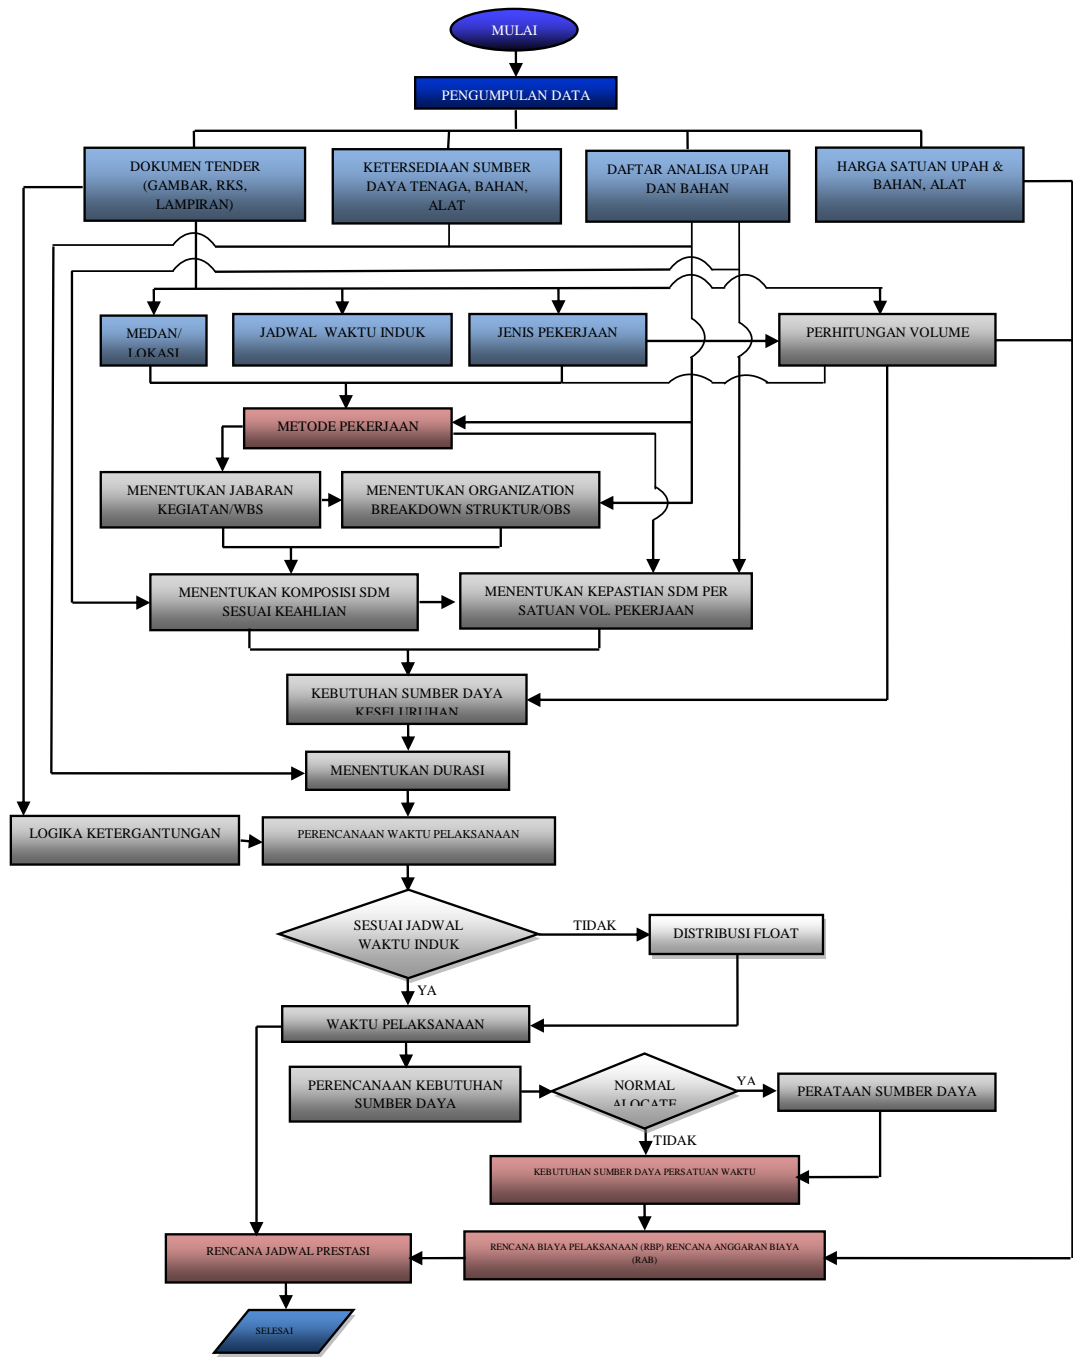 MULAI
PENGUMPULAN DATA
DOKUMEN TENDER
(GAMBAR, RKS,
LAMPIRAN)
KETERSEDIAAN SUMBER
DAYA TENAGA, BAHAN,
ALAT
DAFTAR ANALISA UPAH
DAN BAHAN
HARGA SATUAN UPAH &
BAHAN, ALAT
MEDAN/
LOKASI
JADWAL WAKTU INDUK
JENIS PEKERJAAN
PERHITUNGAN VOLUME
METODE PEKERJAAN
MENENTUKAN JABARAN
KEGIATAN/WBS
MENENTUKAN ORGANIZATION
BREAKDOWN STRUKTUR/OBS
MENENTUKAN KOMPOSISI SDM
SESUAI KEAHLIAN
MENENTUKAN KEPASTIAN SDM PER
SATUAN VOL. PEKERJAAN
KEBUTUHAN SUMBER DAYA
KESELURUHAN
MENENTUKAN DURASI
LOGIKA KETERGANTUNGAN
PERENCANAAN WAKTU PELAKSANAAN
SESUAI JADWAL
WAKTU INDUK
TIDAK
DISTRIBUSI FLOAT
YA
WAKTU PELAKSANAAN
PERENCANAAN KEBUTUHAN
SUMBER DAYA
NORMAL
ALOCATE
YA
PERATAAN SUMBER DAYA
TIDAK
KEBUTUHAN SUMBER DAYA PERSATUAN WAKTU
RENCANA JADWAL PRESTASI
RENCANA BIAYA PELAKSANAAN (RBP) RENCANA ANGGARAN BIAYA
(RAB)
SELESAI